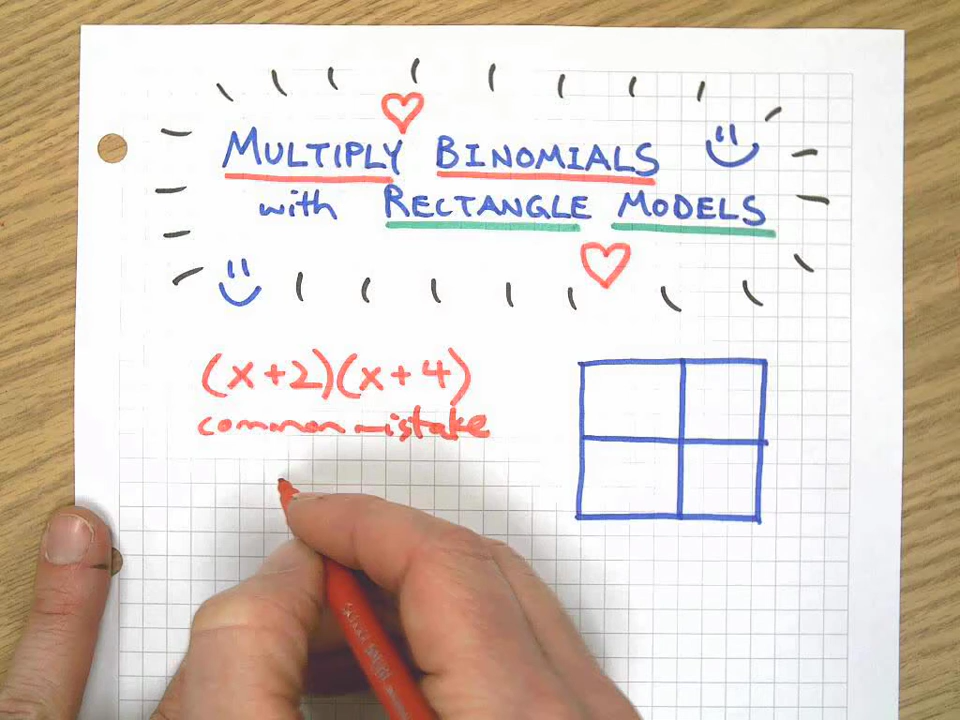 MULTIPLY BINOMIALS
with RECTANGLE MODELS
(x+2)(x+4)
common mistake